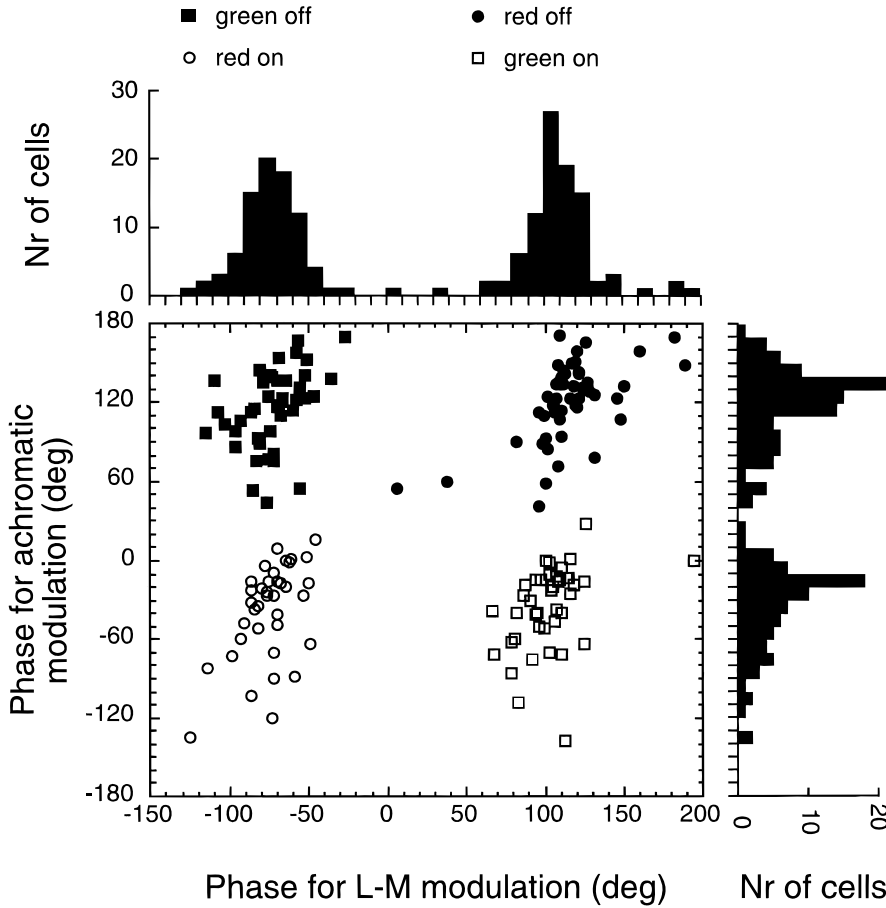 green off
red off
red on
green on
Nr of cells
30
20
10
0
Phase for achromatic
modulation (deg)
180
120
60
0
-60
-120
-180
-150
-100
-50
0
50
100
150
200
0
10
20
Phase for L-M modulation (deg)
Nr of cells